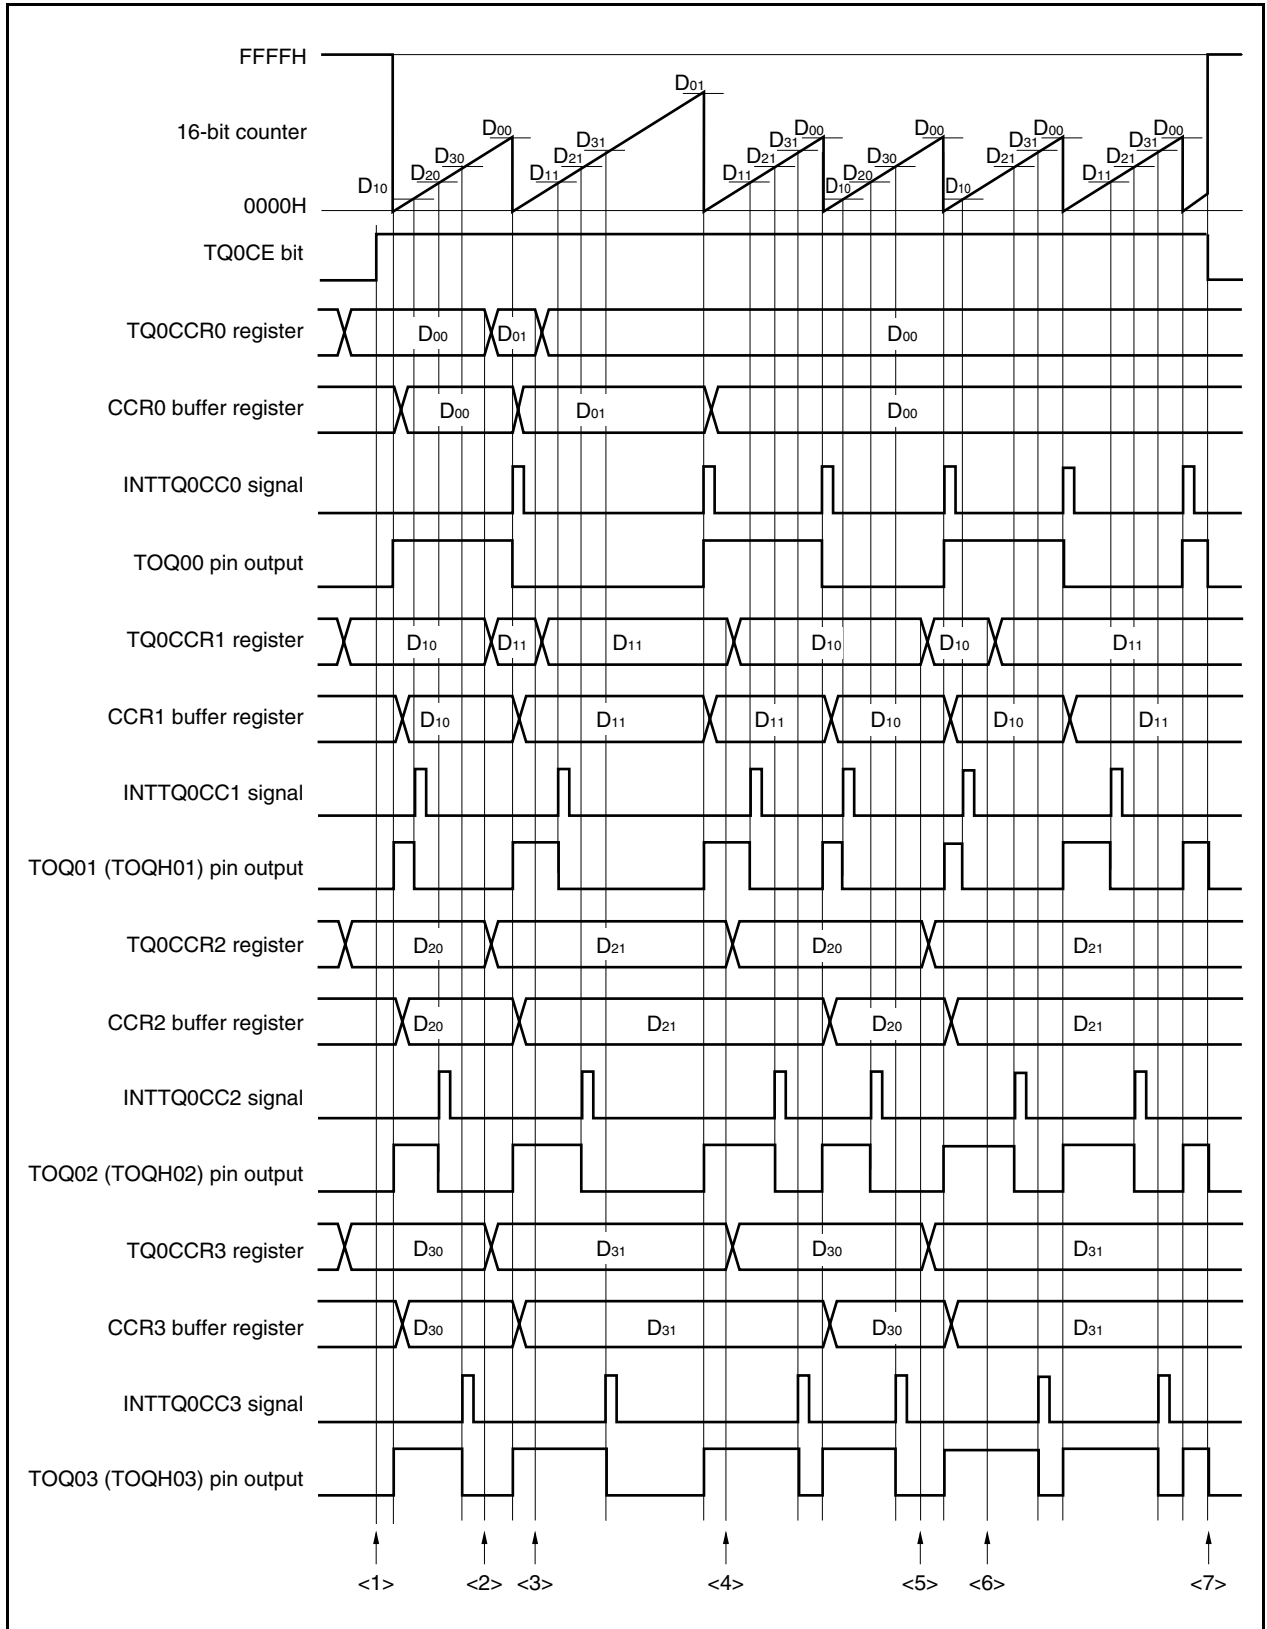 FFFFH
D01
16-bit counter
D00 D31 D00 D00 D31 D00 D31 D00
D30 D21 D21 D30 D21 D21
D10 D20 D11 D11 D10 D20 D10 D11
0000H
TQ0CE bit
TQ0CCR0 register D00 D01 D00
CCR0 buffer register D00 D01 D00
INTTQ0CC0 signal
TOQ00 pin output
TQ0CCR1 register D10 D11 D11 D10 D10 D11
CCR1 buffer register D10 D11 D11 D10 D10 D11
INTTQ0CC1 signal
TOQ01 (TOQH01) pin output
TQ0CCR2 register D20 D21 D20 D21
CCR2 buffer register D20 D21 D20 D21
INTTQ0CC2 signal
TOQ02 (TOQH02) pin output
TQ0CCR3 register D30 D31 D30 D31
CCR3 buffer register D30 D31 D30 D31
INTTQ0CC3 signal
TOQ03 (TOQH03) pin output
<1> <2> <3> <4> <5> <6> <7>